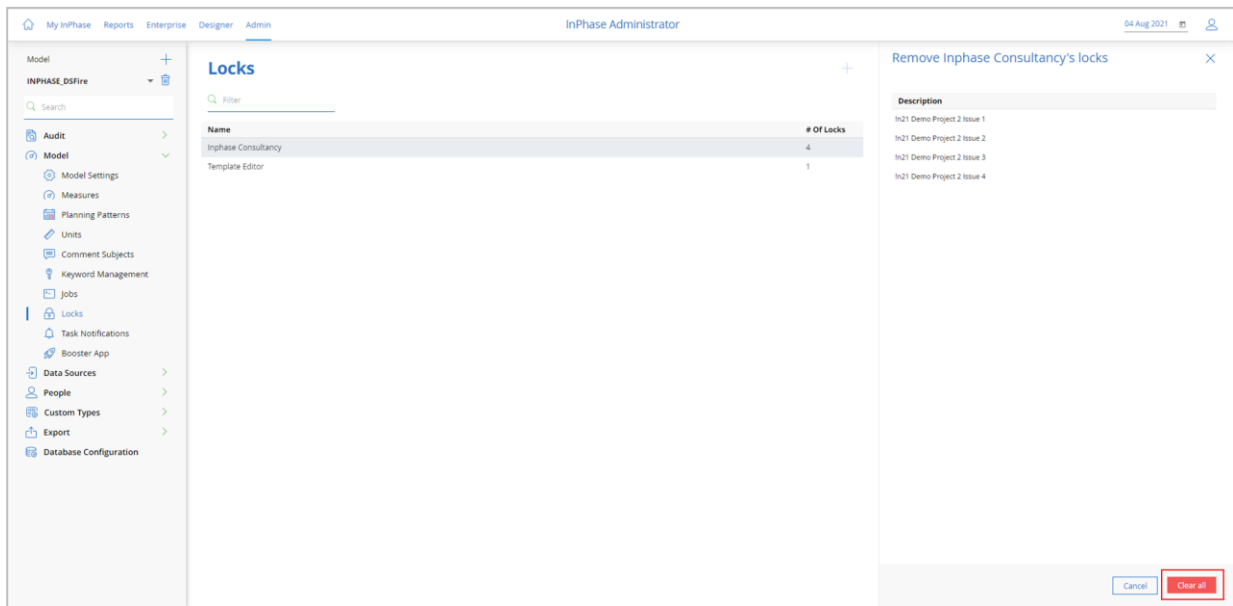 My InPhase Reports Enterprise Designer Admin
InPhase Administrator
04 Aug 2021
Model
INPHASE_DSFire
Search
Audit
Model
Model Settings
Measures
Planning Patterns
Units
Comment Subjects
Keyword Management
Jobs
Locks
Task Notifications
Booster App
Data Sources
People
Custom Types
Export
Database Configuration
Locks
Filter
Name # Of Locks
Inphase Consultancy 4
Template Editor 1
Remove Inphase Consultancy's locks
Description
!n21 Demo Project 2 Issue 1
!n21 Demo Project 2 Issue 2
!n21 Demo Project 2 Issue 3
!n21 Demo Project 2 Issue 4
Cancel Clear all